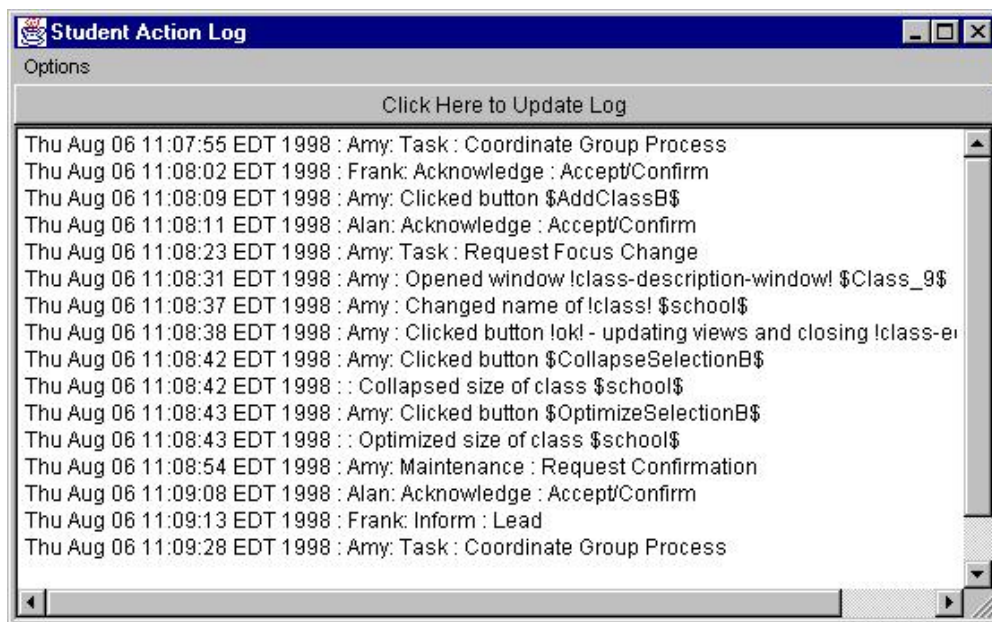 Student Action Log
Options
Click Here to Update Log
Thu Aug 06 11:07:55 EDT 1998 : Amy: Task : Coordinate Group Process
Thu Aug 06 11:08:02 EDT 1998 : Frank: Acknowledge : Accept/Confirm
Thu Aug 06 11:08:09 EDT 1998 : Amy: Clicked button $AddClassB$
Thu Aug 06 11:08:11 EDT 1998 : Alan: Acknowledge : Accept/Confirm
Thu Aug 06 11:08:23 EDT 1998 : Amy: Task : Request Focus Change
Thu Aug 06 11:08:31 EDT 1998 : Amy : Opened window !class-description-window! $Class_9$
Thu Aug 06 11:08:37 EDT 1998 : Amy : Changed name of !class! $school$
Thu Aug 06 11:08:38 EDT 1998 : Amy : Clicked button !ok! - updating views and closing
Thu Aug 06 11:08:42 EDT 1998 : Amy: Clicked button $CollapseSelectionB$
Thu Aug 06 11:08:42 EDT 1998 : : Collapsed size of class $school$
Thu Aug 06 11:08:43 EDT 1998 : Amy: Clicked button $OptimizeSelectionB$
Thu Aug 06 11:08:43 EDT 1998 : : Optimized size of class $school$
Thu Aug 06 11:08:54 EDT 1998 : Amy: Maintenance : Request Confirmation
Thu Aug 06 11:09:08 EDT 1998 : Alan: Acknowledge : Accept/Confirm
Thu Aug 06 11:09:13 EDT 1998 : Frank: Inform : Lead
Thu Aug 06 11:09:28 EDT 1998 : Amy: Task : Coordinate Group Process